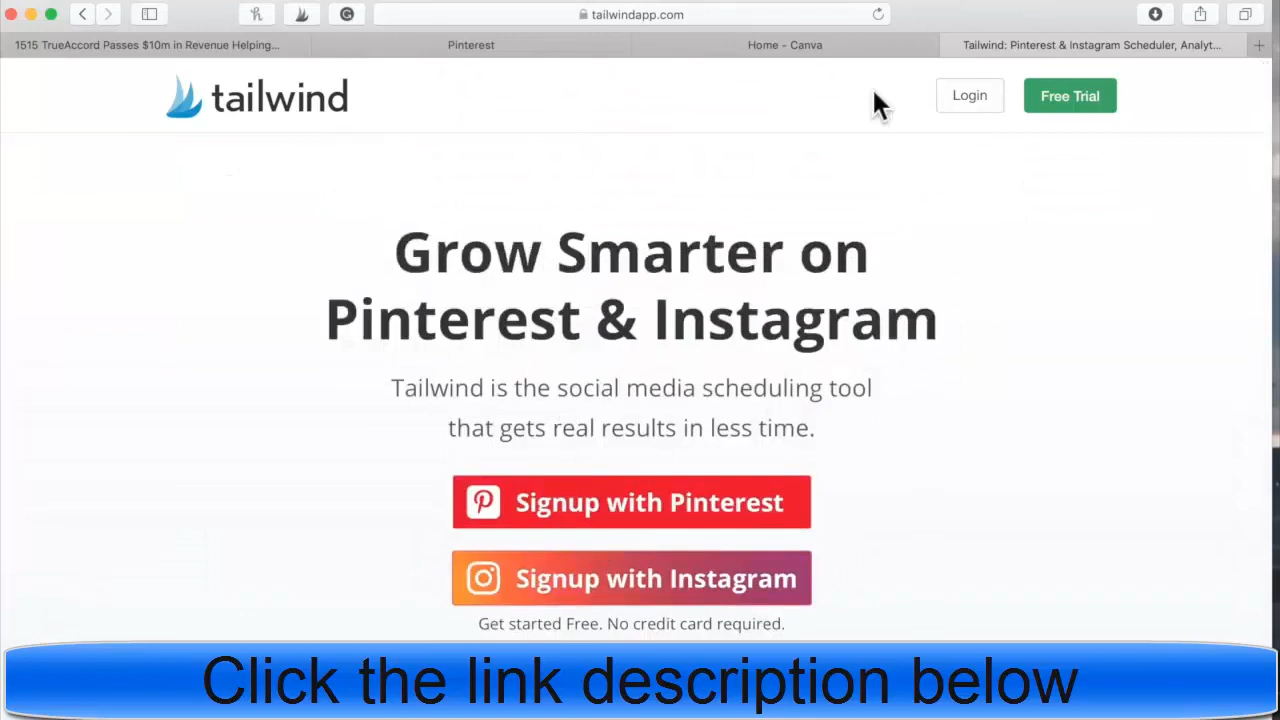 tailwindapp.com
1515 TrueAccord Passes $10m in Revenue Helping...
Pinterest
Home - Canva
Tailwind: Pinterest & Instagram Scheduler, Analyt...
tailwind
Login
Free Trial
Grow Smarter on
Pinterest & Instagram
Tailwind is the social media scheduling tool
that gets real results in less time.
Signup with Pinterest
Signup with Instagram
Get started Free. No credit card required.
Click the link description below